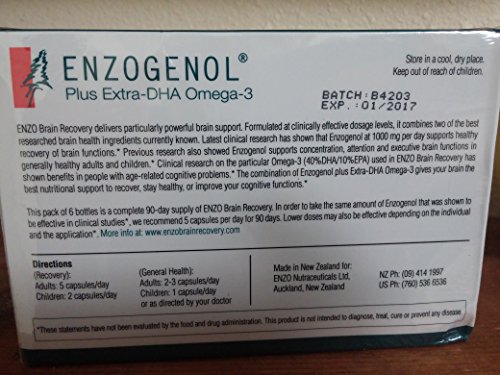 ENZOGENOL®
Plus Extra-DHA Omega-3
Store in a cool, dry place.
Keep out of reach of children.
BATCH: B4203
EXP.: 01/2017
ENZO Brain Recovery delivers particularly powerful brain support. Formulated at clinically effective dosage levels, it combines two of the best
researched brain health ingredients currently known. Latest clinical research has shown that Enzogenol at 1000 mg per day supports healthy
recovery of brain functions.* Previous research also showed Enzogenol supports concentration, attention and executive brain functions in
generally healthy adults and children.* Clinical research on the particular Omega-3 (40%DHA/10%EPA) used in ENZO Brain Recovery has
shown benefits in people with age-related cognitive problems.* The combination of Enzogenol plus Extra-DHA Omega-3 gives your brain the
best nutritional support to recover, stay healthy, or improve your cognitive functions.*
This pack of 6 bottles is a complete 90-day supply of ENZO Brain Recovery. In order to take the same amount of Enzogenol that was shown to
be effective in clinical studies*, we recommend 5 capsules per day for 90 days. Lower doses may also be effective depending on the individual
and the application*. More info at: www.enzobrainrecovery.com
Directions
(Recovery):
Adults: 5 capsules/day
Children: 2 capsules/day
(General Health):
Adults: 2-3 capsules/day
Children: 1 capsule/day
or as directed by your doctor
Made in New Zealand for:
ENZO Nutraceuticals Ltd,
Auckland, New Zealand
NZ Ph: (09) 414 1997
US Ph: (760) 536 6536
*These statements have not been evaluated by the food and drug administration. This product is not intended to diagnose, treat, cure or prevent any disease.